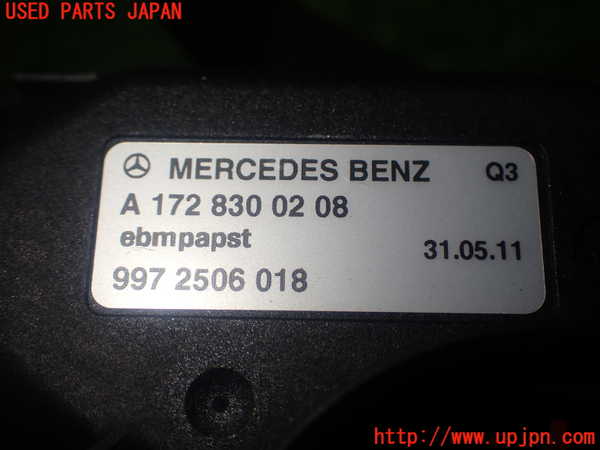 USED PARTS JAPAN
MERCEDES BENZ Q3
A 172 830 02 08
ebmpapst 31.05.11
997 2506 018
http://www.upjpn.com/